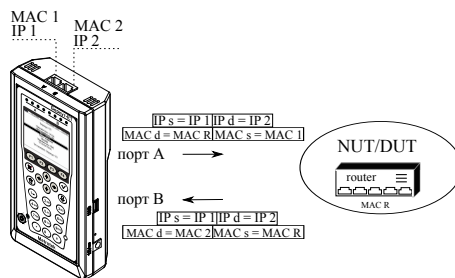 MAC 1
IP 1
MAC 2
IP 2
IP s = IP 1 IP d = IP 2
MAC d = MAC R MAC s = MAC 1
порт A
NUT/DUT
router
MAC R
порт B
IP s = IP 1 IP d = IP 2
MAC d = MAC 2 MAC s = MAC R